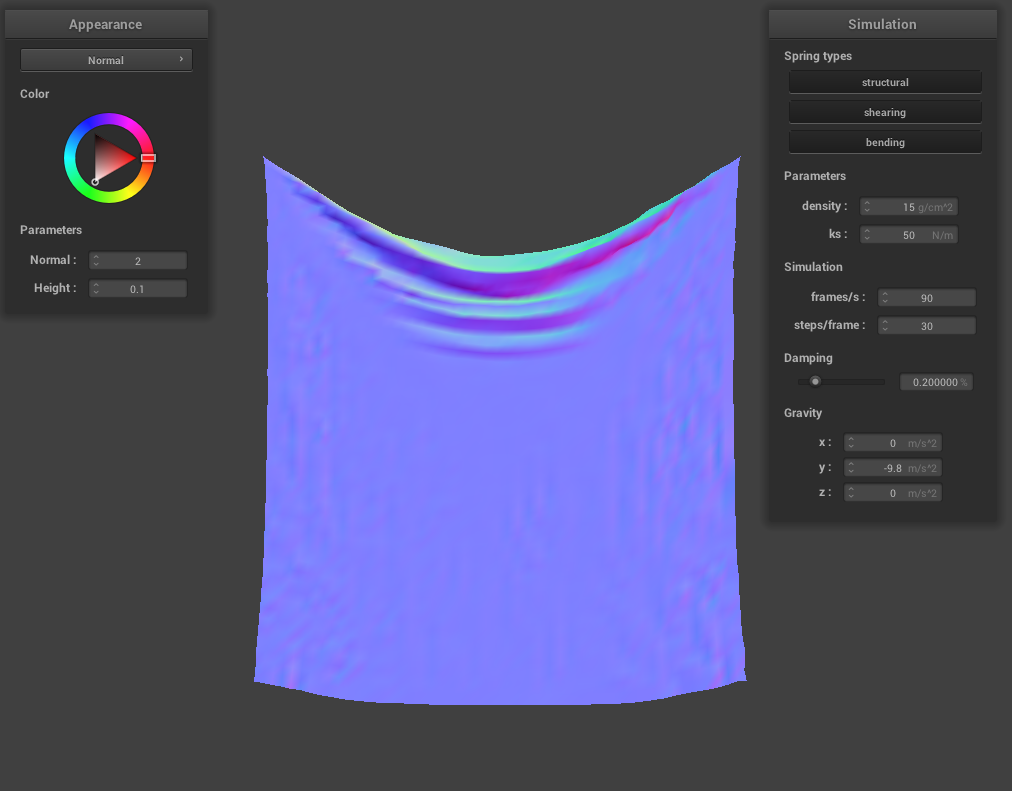 Appearance
Normal ›
Color
Parameters
Normal : 2
Height : 0.1
Simulation
Spring types
structural
shearing
bending
Parameters
density : 15 g/cm^2
ks : 50 N/m
Simulation
frames/s : 90
steps/frame : 30
Damping
0.200000 %
Gravity
x : 0 m/s^2
y : -9.8 m/s^2
z : 0 m/s^2